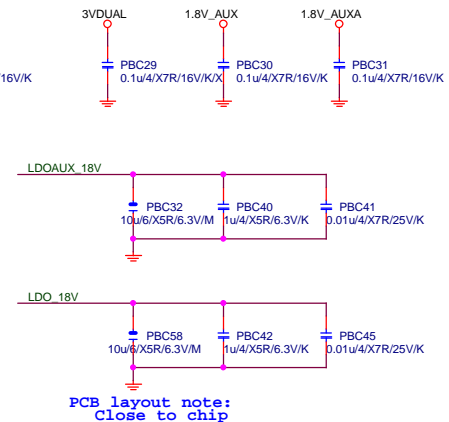 3VDUAL 1.8V_AUX 1.8V_AUXA
PBC29 PBC30 PBC31
/16V/K 0.1u/4/X7R/16V/K/X 0.1u/4/X7R/16V/K 0.1u/4/X7R/16V/K
LDOAUX_18V
PBC32 PBC40 PBC41
10u/6/X5R/6.3V/M 1u/4/X5R/6.3V/K 0.01u/4/X7R/25V/K
LDO_18V
PBC58 PBC42 PBC45
10u/6/X5R/6.3V/M 1u/4/X5R/6.3V/K 0.01u/4/X7R/25V/K
PCB layout note:
Close to chip